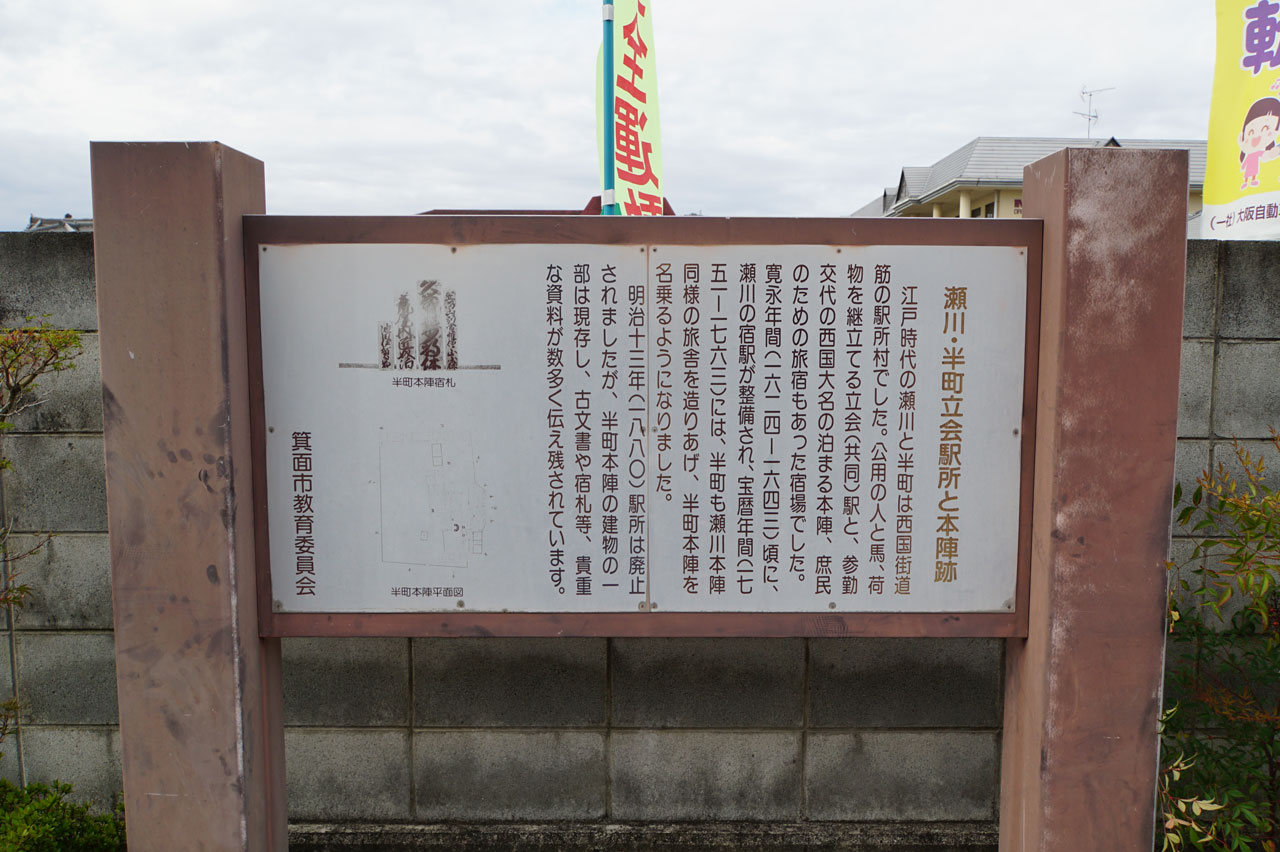 瀬川・半町立会駅所と本陣跡
江戸時代の瀬川と半町は西国街道
筋の駅所村でした。公用の人と馬、荷
物を継立てる立会(共同)駅と、参勤
交代の西国大名の泊まる本陣、庶民
のための旅宿もあった宿場でした。
寛永年間(一六二四ー一六四三)頃に、
瀬川の宿駅が整備され、宝暦年間(一七
五一ー一七六三)には、半町も瀬川本陣
同様の旅舎を造りあげ、半町本陣を
名乗るようになりました。
明治十三年(一八八〇)駅所は廃止
されましたが、半町本陣の建物の一
部は現存し、古文書や宿札等、貴重
な資料が数多く伝え残されています。
半町本陣宿札
半町本陣平面図
箕面市教育委員会
全運転
転
(一社)大阪自動